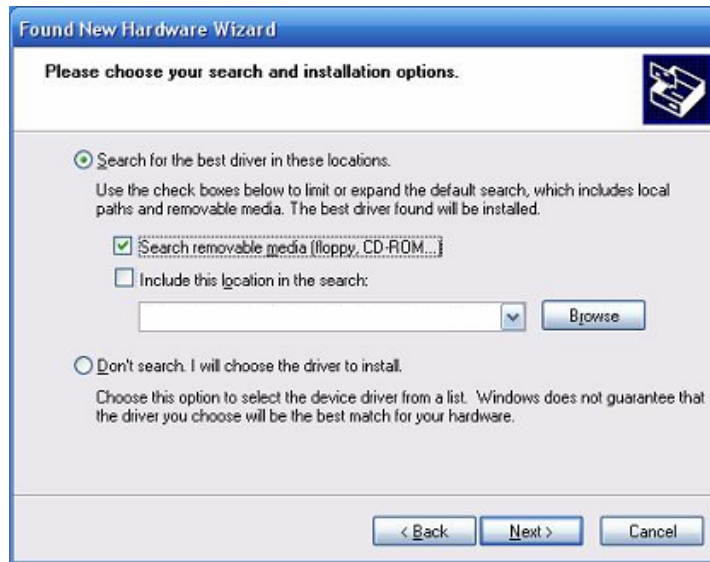 Found New Hardware Wizard
Please choose your search and installation options.
Search for the best driver in these locations.
Use the check boxes below to limit or expand the default search, which includes local
paths and removable media. The best driver found will be installed.
Search removable media (floppy, CD-ROM...)
Include this location in the search:
Browse
Don't search. I will choose the driver to install.
Choose this option to select the device driver from a list. Windows does not guarantee that
the driver you choose will be the best match for your hardware.
< Back Next > Cancel